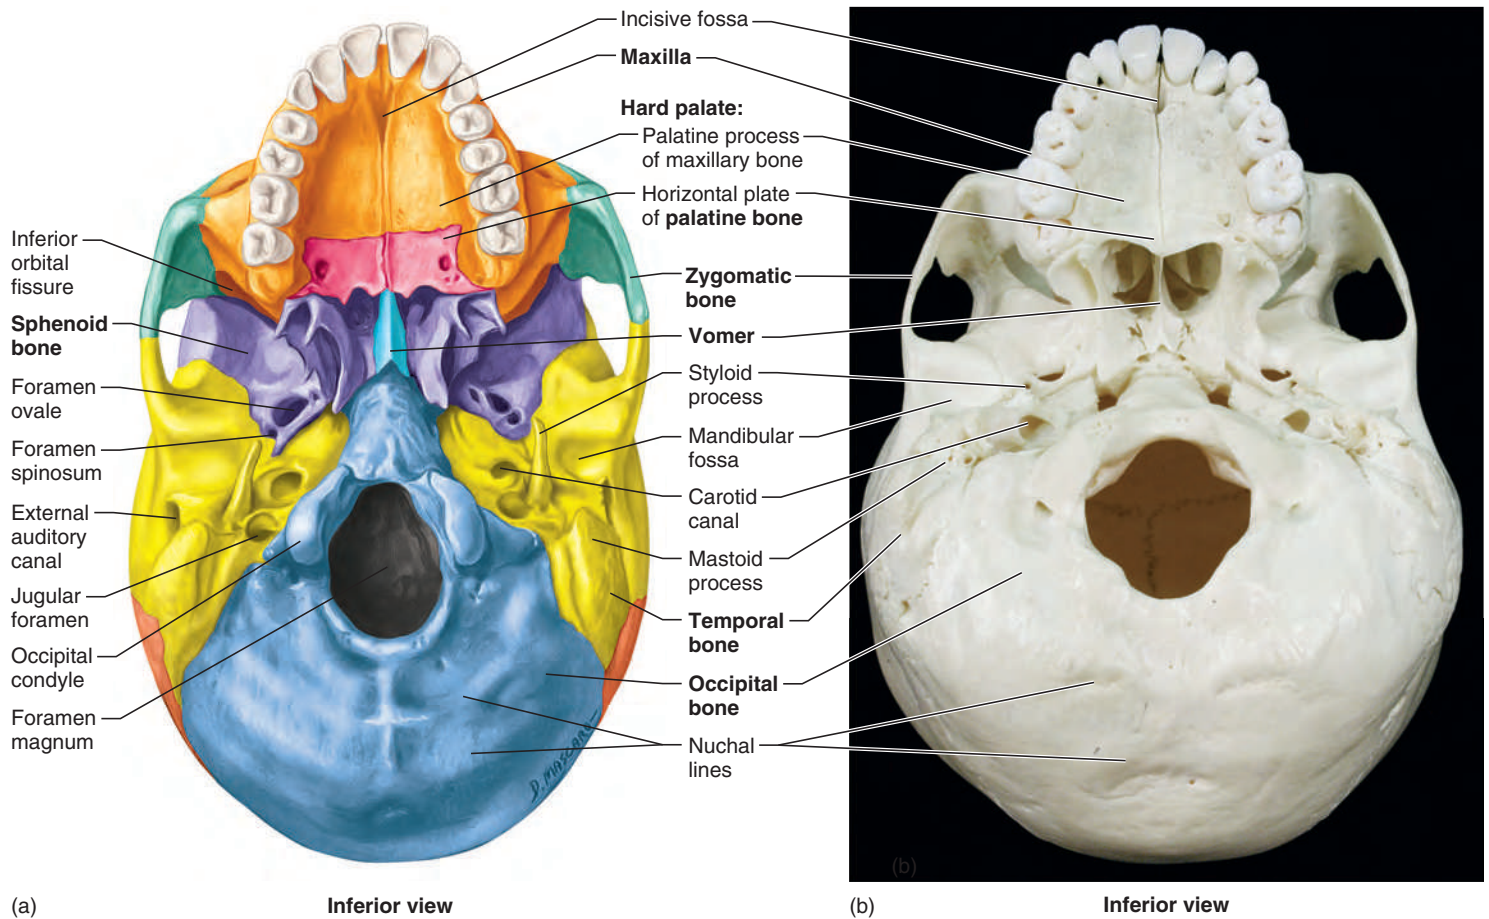 Incisive fossa
Maxilla
Hard palate:
Palatine process
of maxillary bone
Horizontal plate
of palatine bone
Inferior
orbital
fissure
Sphenoid
bone
Foramen
ovale
Foramen
spinosum
External
auditory
canal
Jugular
foramen
Occipital
condyle
Foramen
magnum
Zygomatic
bone
Vomer
Styloid
process
Mandibular
fossa
Carotid
canal
Mastoid
process
Temporal
bone
Occipital
bone
Nuchal
lines
D. MASCARO
(b)
(a)
Inferior view
(b)
Inferior view